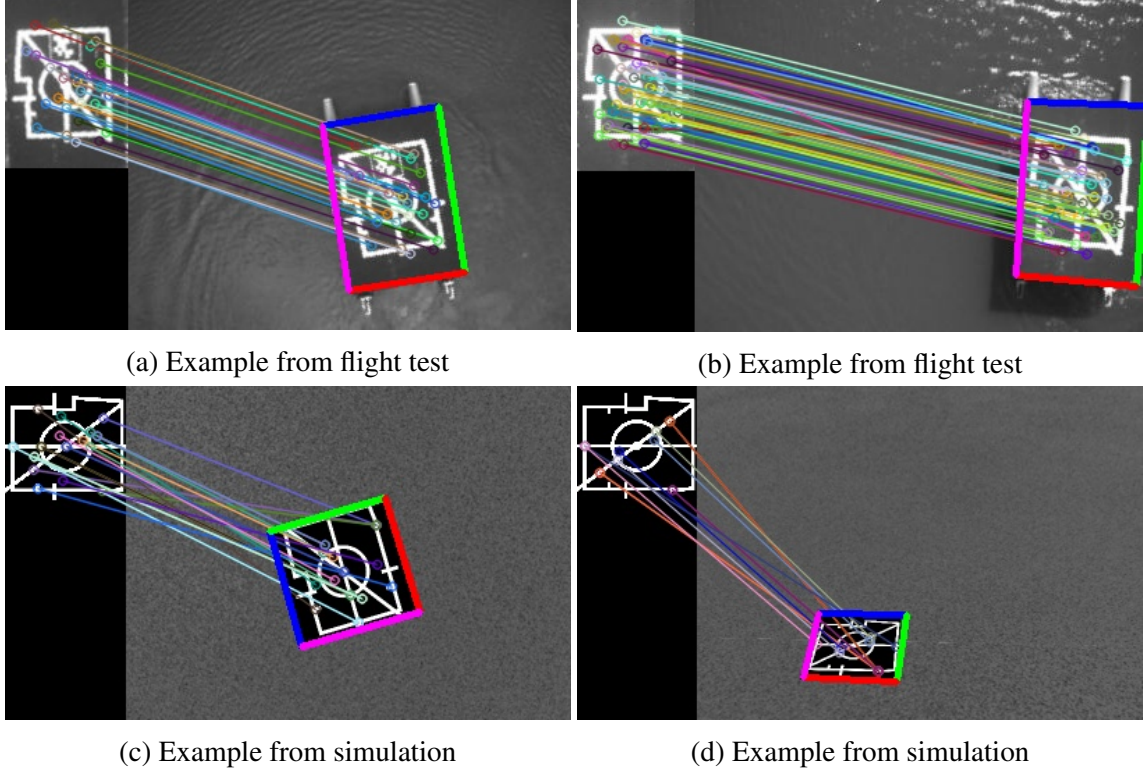 (a) Example from flight test
(b) Example from flight test
(c) Example from simulation
(d) Example from simulation